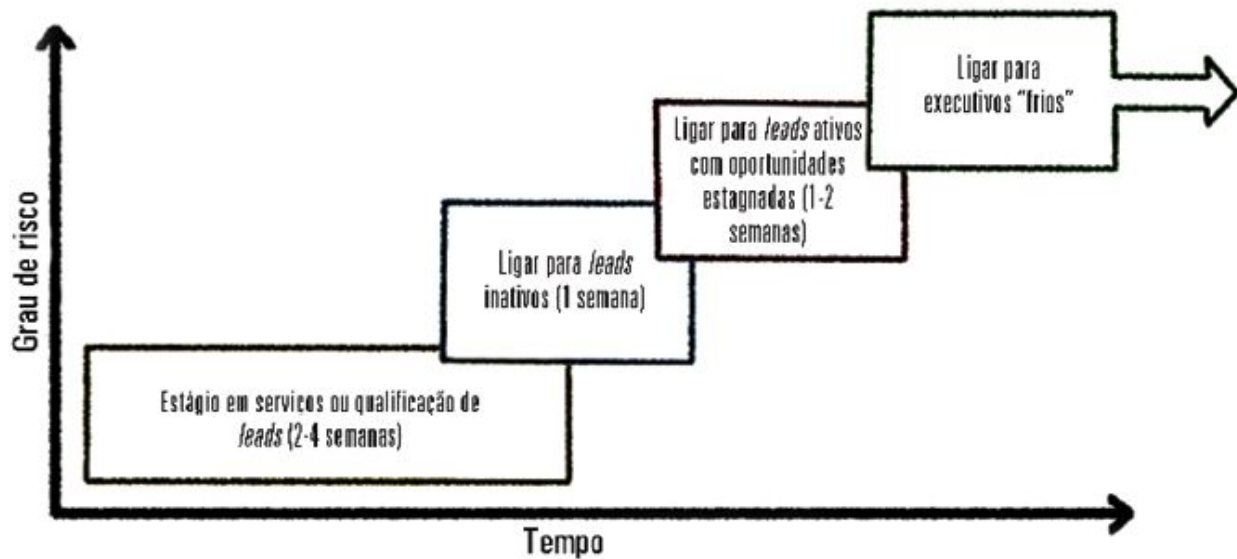 Grau de risco
Ligar para
executivos "frios"
Ligar para leads ativos
com oportunidades
estagnadas (1-2
semanas)
Ligar para leads
inativos (1 semana)
Estágio em serviços ou qualificação de
leads (2-4 semanas)
Tempo